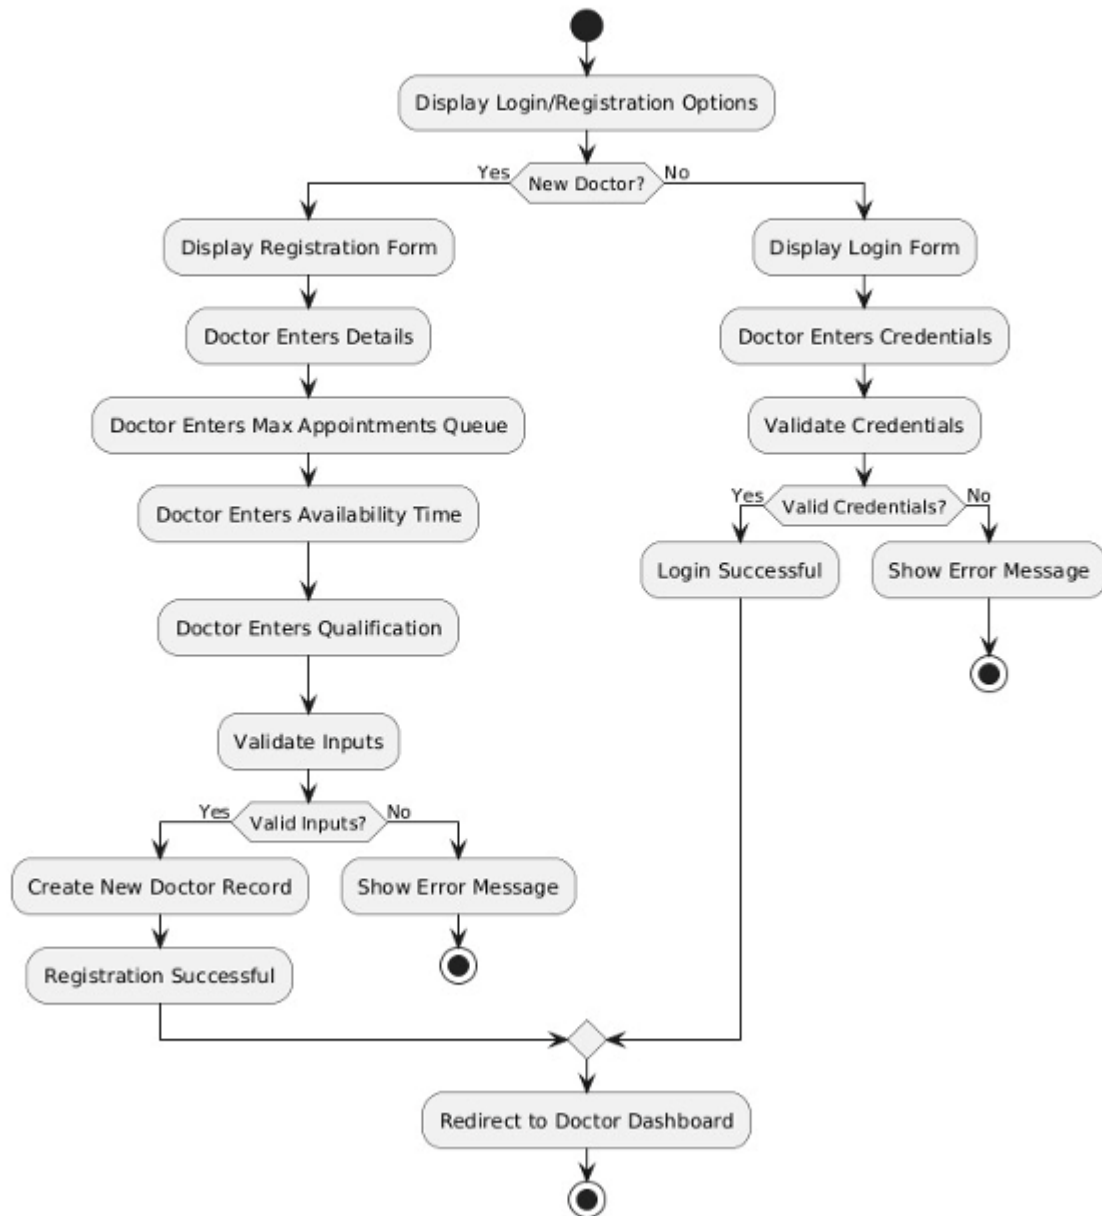 Display Login/Registration Options
Yes
New Doctor?
No
Display Registration Form
Display Login Form
Doctor Enters Details
Doctor Enters Credentials
Doctor Enters Max Appointments Queue
Validate Credentials
Doctor Enters Availability Time
Yes
Valid Credentials?
No
Login Successful
Show Error Message
Doctor Enters Qualification
Validate Inputs
Yes
Valid Inputs?
No
Create New Doctor Record
Show Error Message
Registration Successful
Redirect to Doctor Dashboard